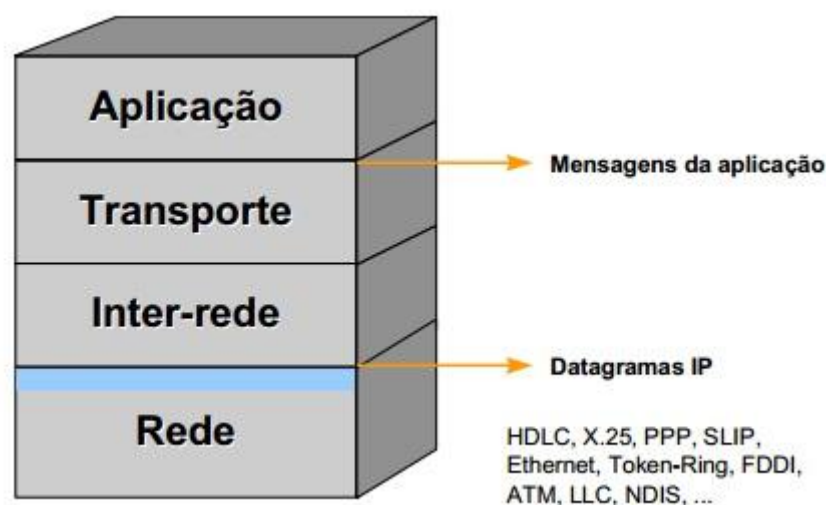 Aplicação
Mensagens da aplicação
Transporte
Inter-rede
Datagramas IP
Rede
HDLC, X.25, PPP, SLIP,
Ethernet, Token-Ring, FDDI,
ATM, LLC, NDIS, ...